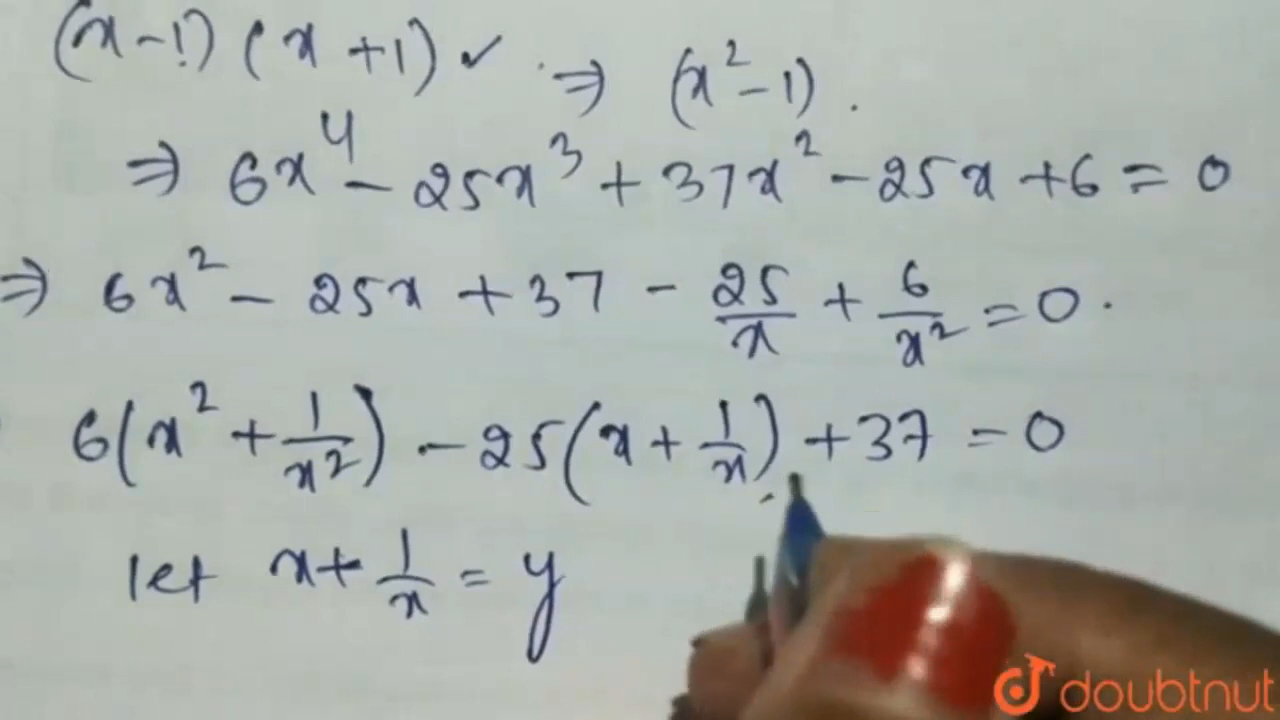 (x-1) (x+1) ✓ . ⇒ (x² - 1) .
⇒ 6x⁴ - 25x³ + 37x² - 25x + 6 = 0
⇒ 6x² - 25x + 37 - 25/x + 6/x² = 0 .
6(x² + 1/x²) - 25(x + 1/x) + 37 = 0
let x + 1/x = y
doubtnut